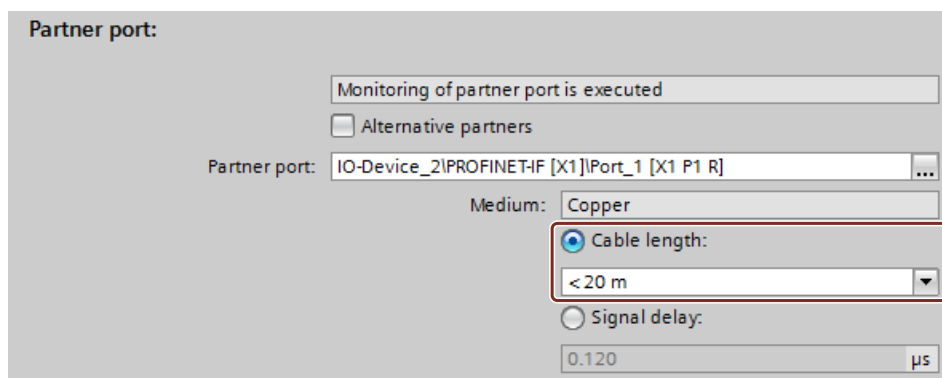 Partner port:
Monitoring of partner port is executed
Alternative partners
Partner port: IO-Device_2\PROFINET-IF [X1]\Port_1 [X1 P1 R] ...
Medium: Copper
Cable length:
< 20 m
Signal delay:
0.120 µs